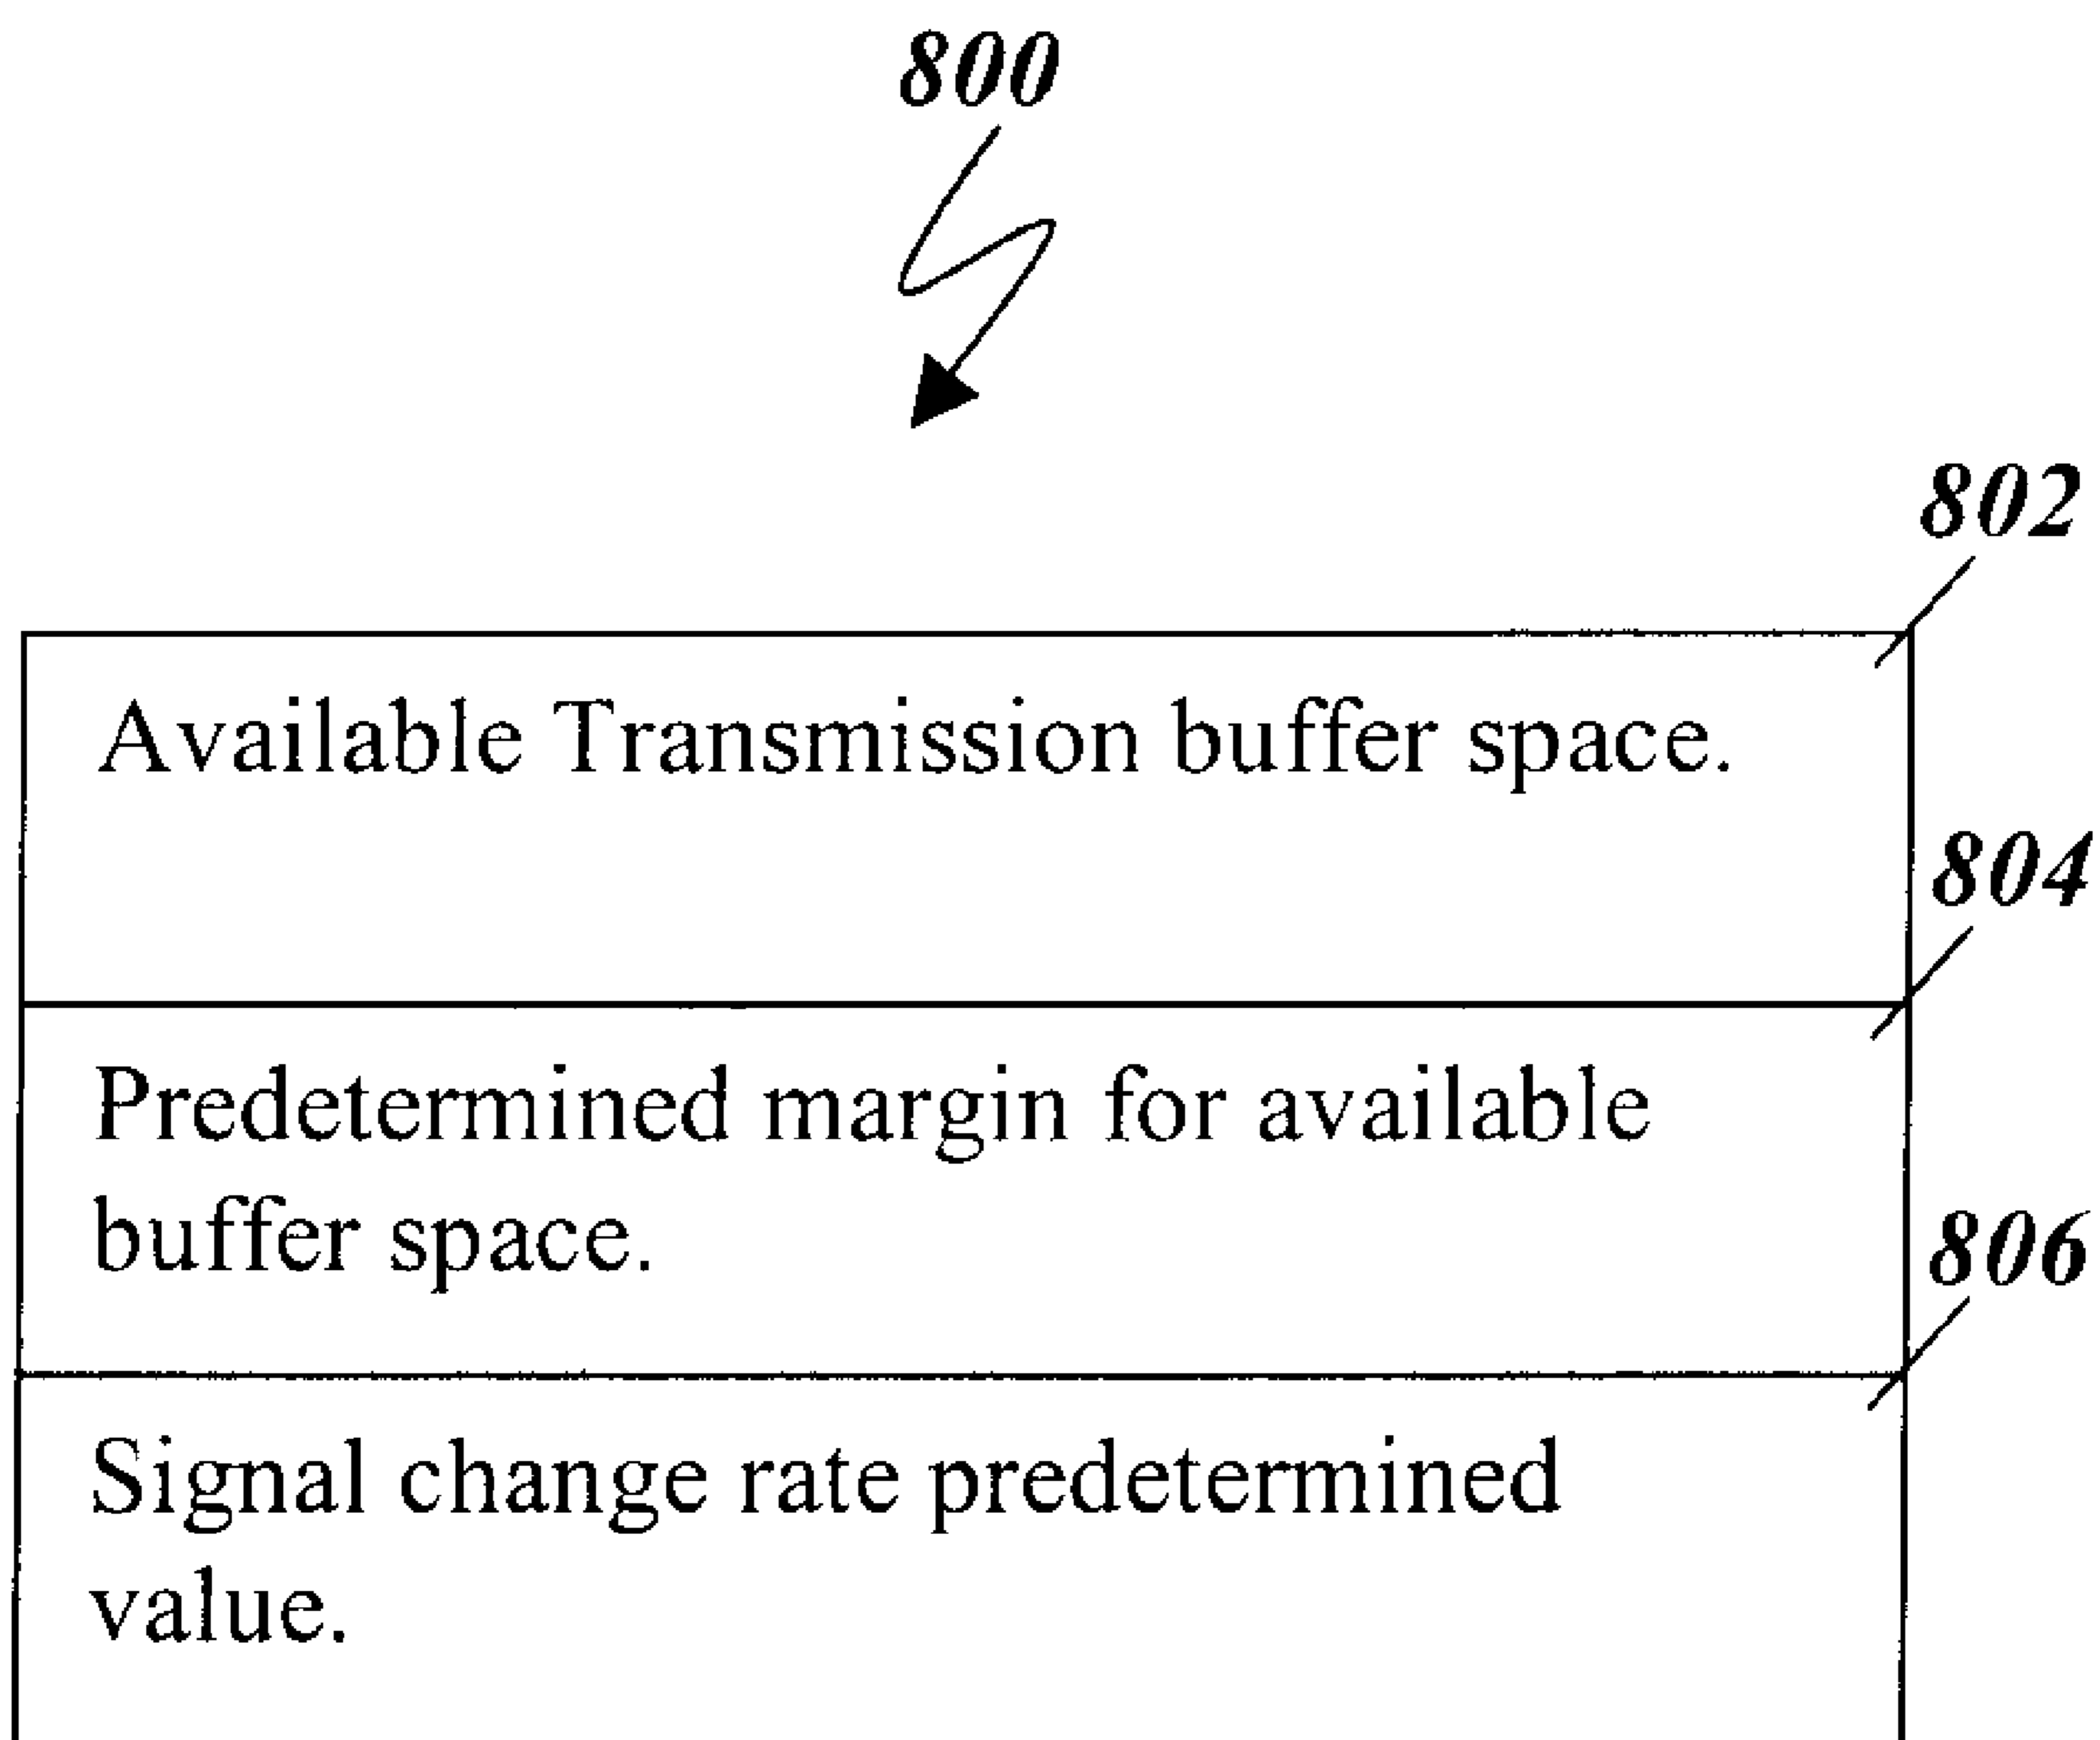 800
802
Available Transmission buffer space.
804
Predetermined margin for available
buffer space.
806
Signal change rate predetermined
value.